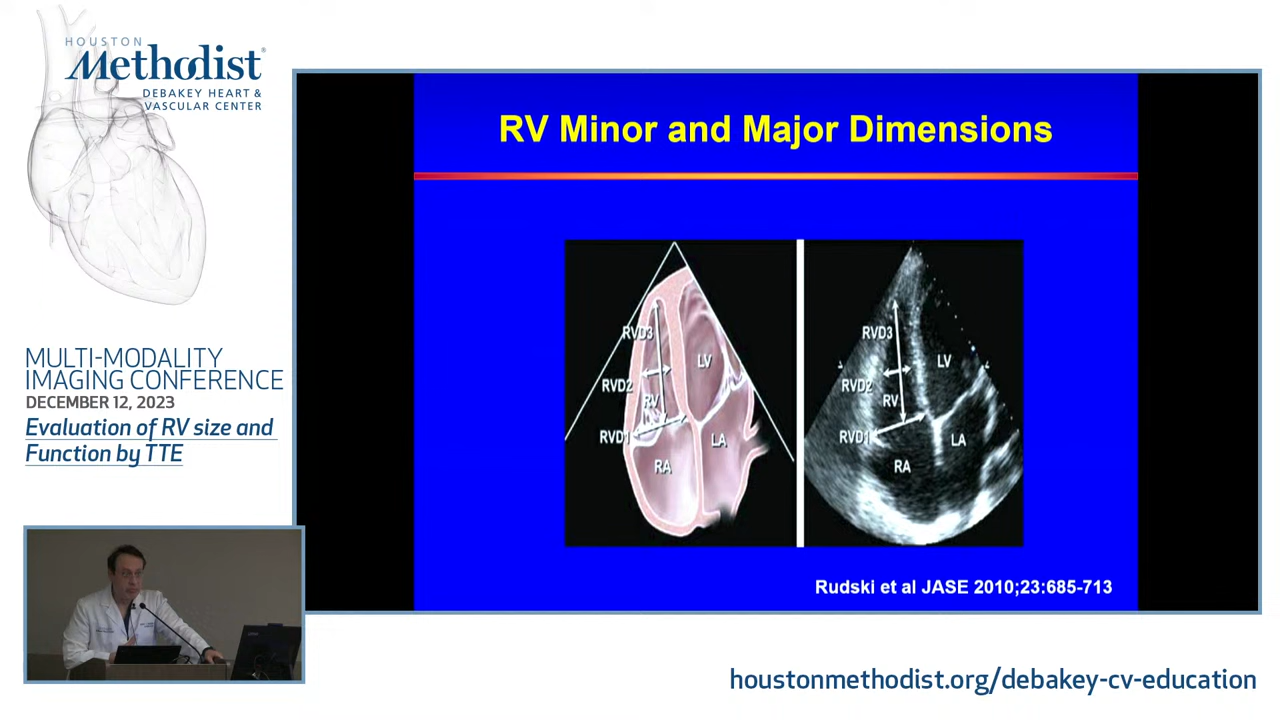 HOUSTON
Methodist®
DEBAKEY HEART &
VASCULAR CENTER
MULTI-MODALITY
IMAGING CONFERENCE
DECEMBER 12, 2023
Evaluation of RV size and
Function by TTE
RV Minor and Major Dimensions
RVD3
LV
RVD2
RV
RVD1
LA
RA
RVD3
LV
RVD2
RV
RVD1
LA
RA
Rudski et al JASE 2010;23:685-713
houstonmethodist.org/debakey-cv-education